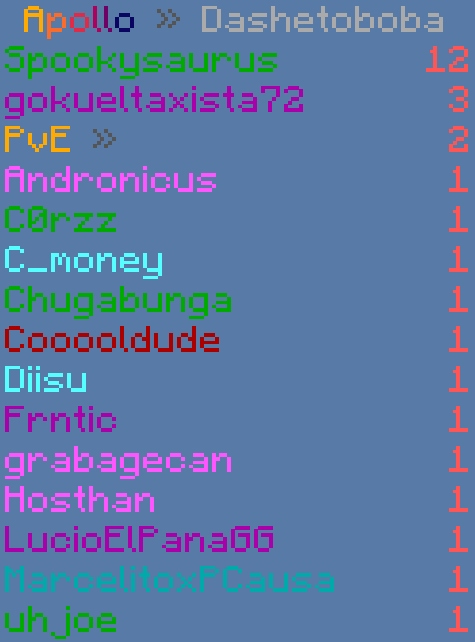 Apollo » Dashetoboba
Spookysaurus 12
gokueltaxista72 3
PvE » 2
Andronicus 1
C0rzz 1
C_money 1
Chugabunga 1
Cooooldude 1
Diisu 1
Frntic 1
grabagecan 1
Hosthan 1
LucioElPanaGG 1
MarcelitoxPCausa 1
uh_joe 1